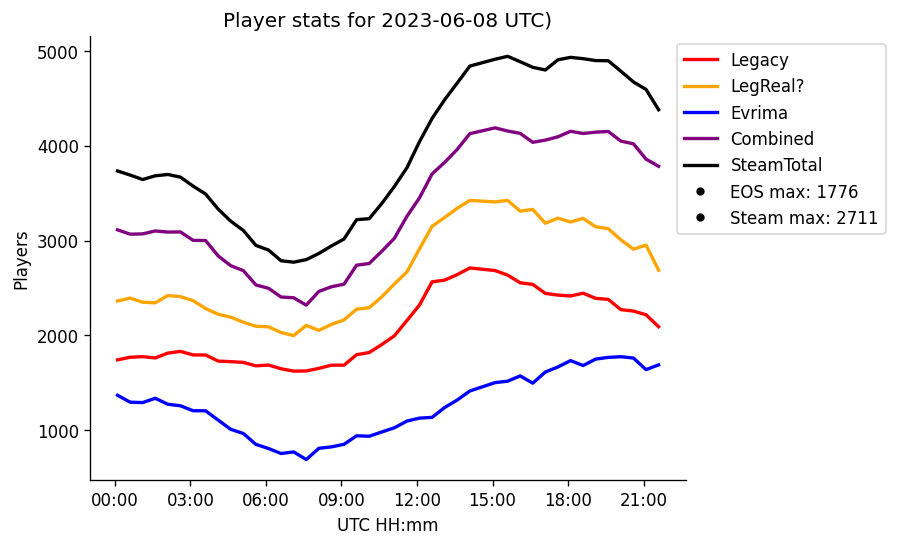 Player stats for 2023-06-08 UTC)
5000
4000
3000
2000
1000
Players
00:00 03:00 06:00 09:00 12:00 15:00 18:00 21:00
UTC HH:mm
Legacy
LegReal?
Evrima
Combined
SteamTotal
EOS max: 1776
Steam max: 2711